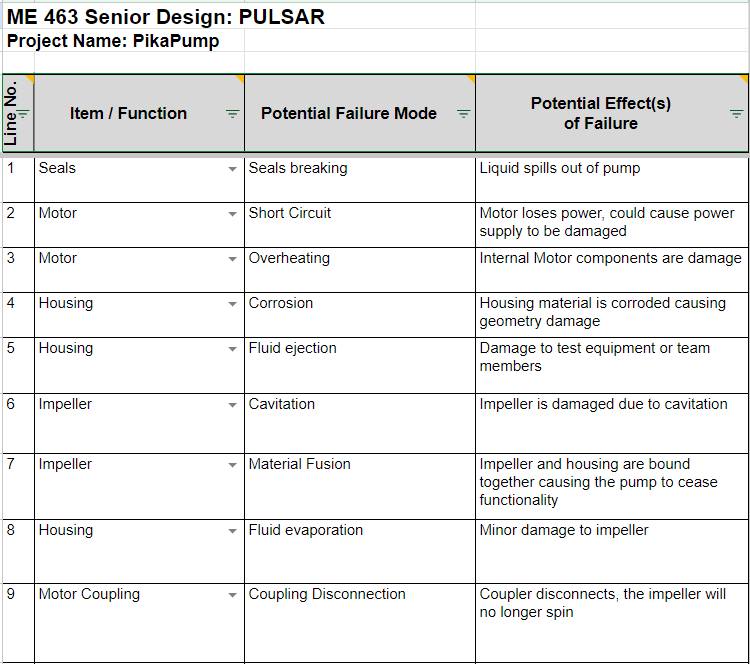 ME 463 Senior Design: PULSAR
Project Name: PikaPump
Line No.
Item / Function
Potential Failure Mode
Potential Effect(s)
of Failure
1
Seals
Seals breaking
Liquid spills out of pump
2
Motor
Short Circuit
Motor loses power, could cause power
supply to be damaged
3
Motor
Overheating
Internal Motor components are damage
4
Housing
Corrosion
Housing material is corroded causing
geometry damage
5
Housing
Fluid ejection
Damage to test equipment or team
members
6
Impeller
Cavitation
Impeller is damaged due to cavitation
7
Impeller
Material Fusion
Impeller and housing are bound
together causing the pump to cease
functionality
8
Housing
Fluid evaporation
Minor damage to impeller
9
Motor Coupling
Coupling Disconnection
Coupler disconnects, the impeller will
no longer spin